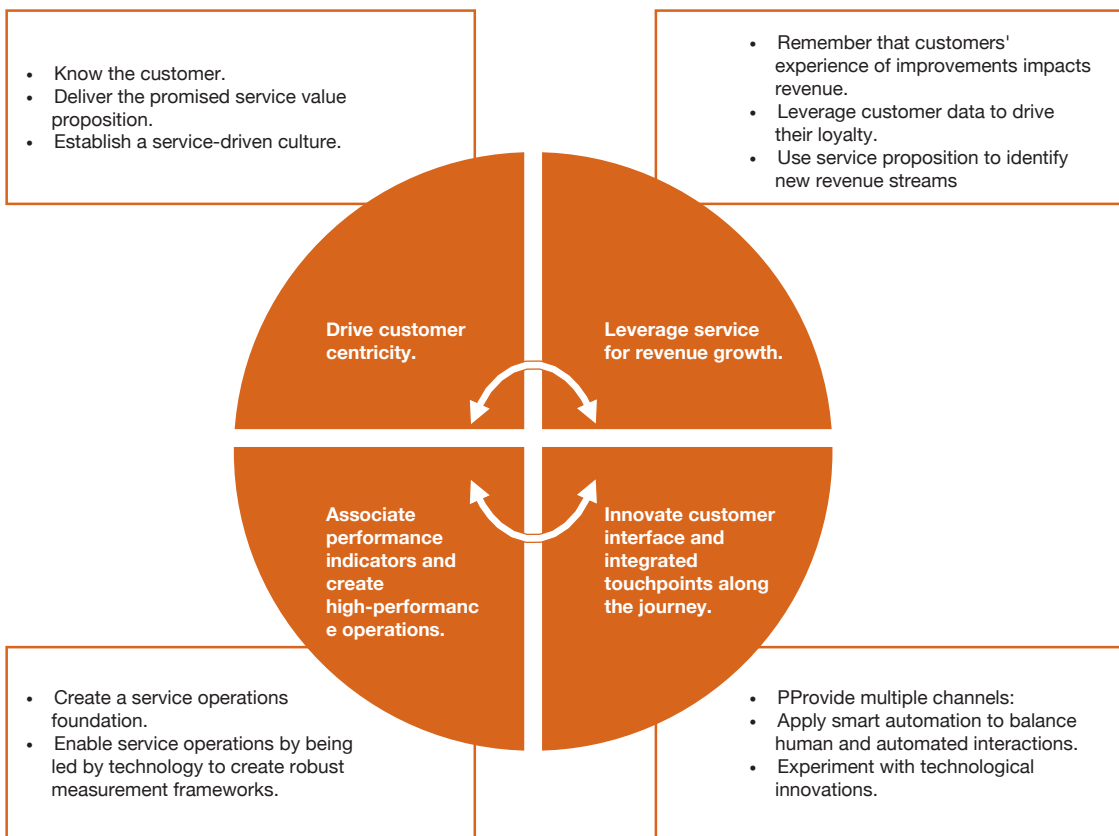 • Know the customer.
• Deliver the promised service value
proposition.
• Establish a service-driven culture.
• Remember that customers'
experience of improvements impacts
revenue.
• Leverage customer data to drive
their loyalty.
• Use service proposition to identify
new revenue streams
Drive customer
centricity.
Leverage service
for revenue growth.
Associate
performance
indicators and
create
high-performanc
e operations.
Innovate customer
interface and
integrated
touchpoints along
the journey.
• Create a service operations
foundation.
• Enable service operations by being
led by technology to create robust
measurement frameworks.
• PProvide multiple channels:
• Apply smart automation to balance
human and automated interactions.
• Experiment with technological
innovations.